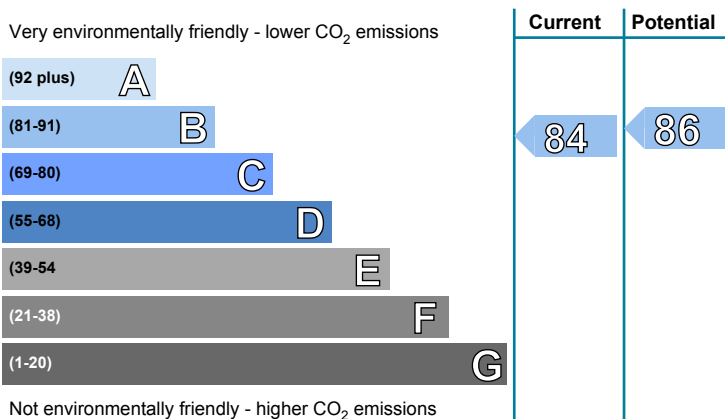 Very environmentally friendly - lower CO2 emissions
Current
Potential
(92 plus) A
(81-91) B
84
86
(69-80) C
(55-68) D
(39-54 E
(21-38) F
(1-20) G
Not environmentally friendly - higher CO2 emissions